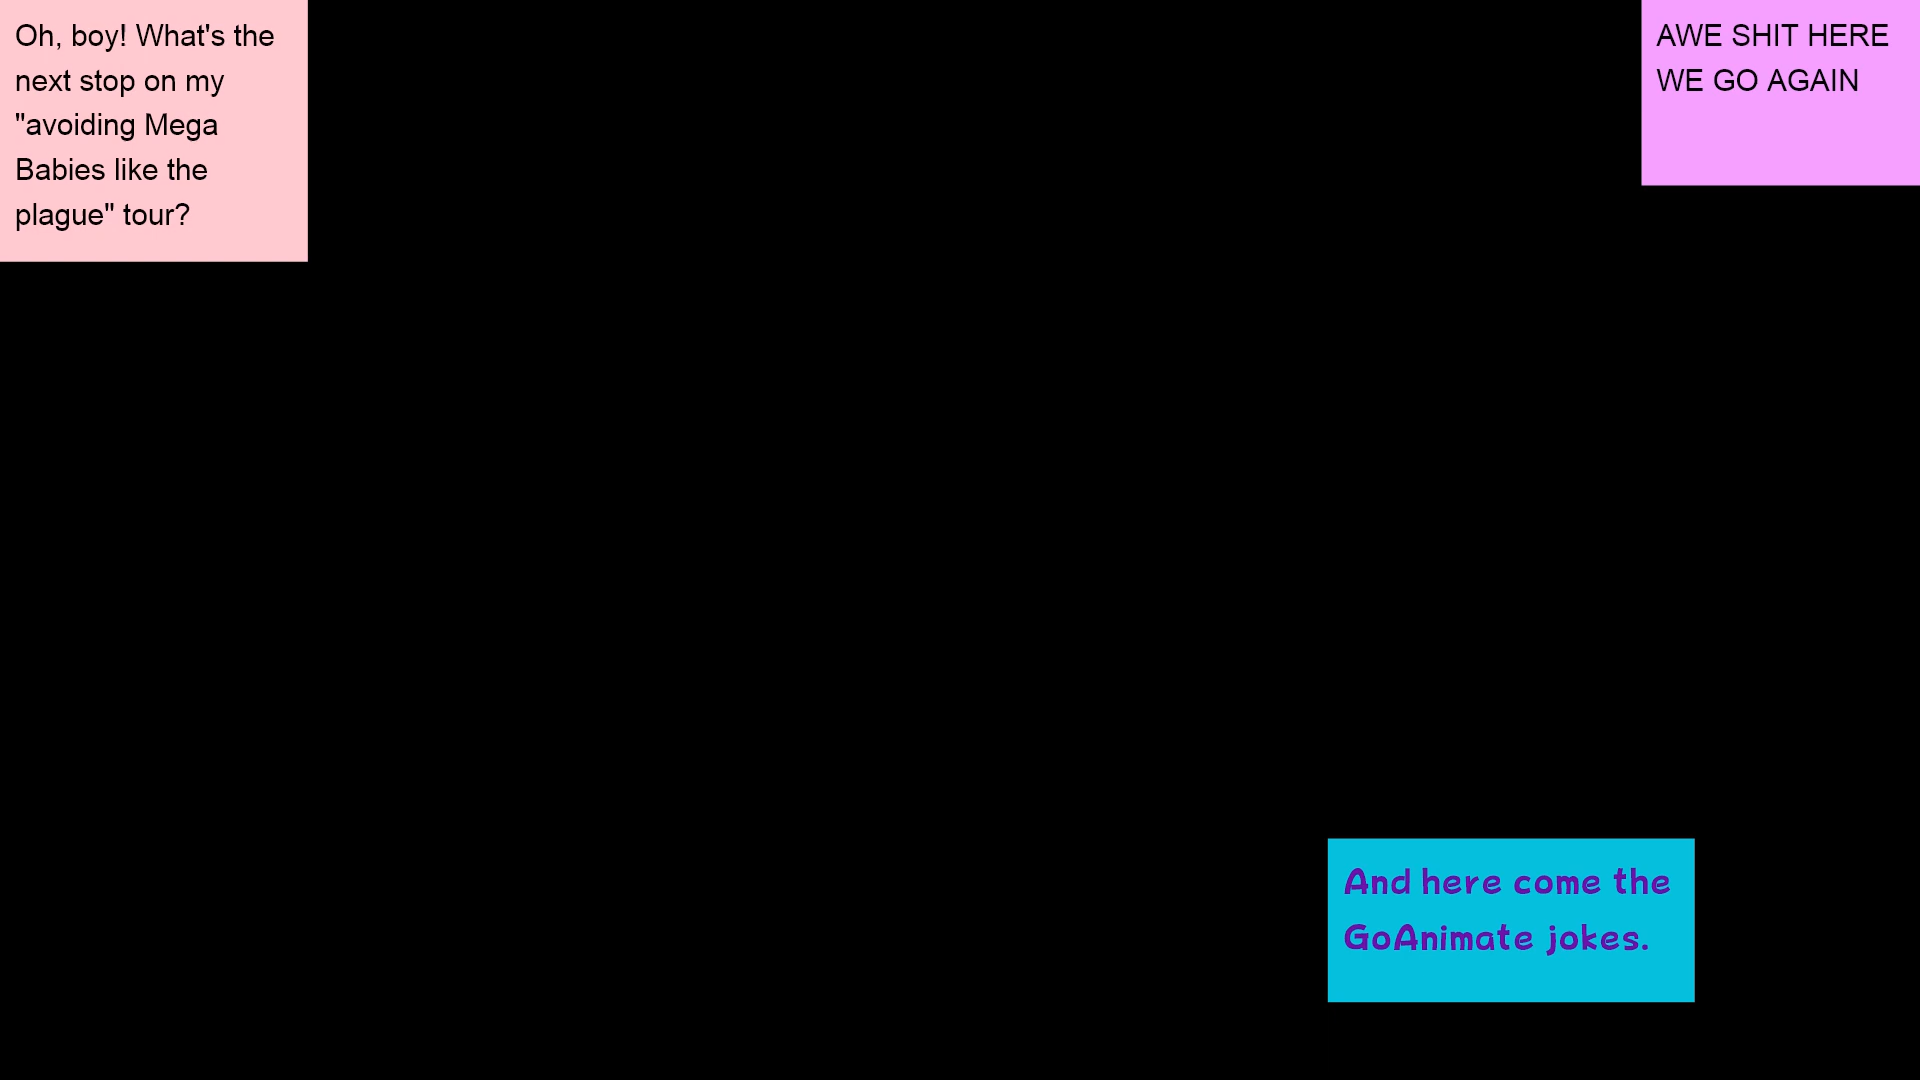 Oh, boy! What's the
next stop on my
"avoiding Mega
Babies like the
plague" tour?
AWE SHIT HERE
WE GO AGAIN
And here come the
GoAnimate jokes.